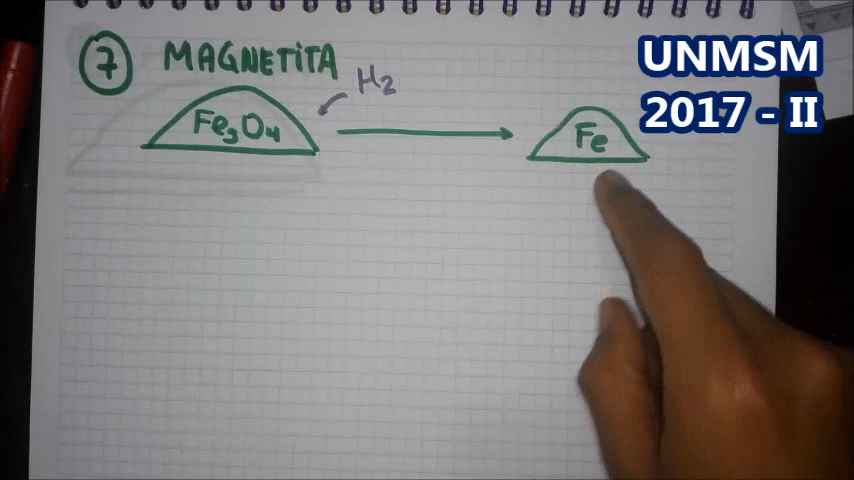 7 MAGNETITA
H2
Fe3O4
Fe
UNMSM
2017 - II